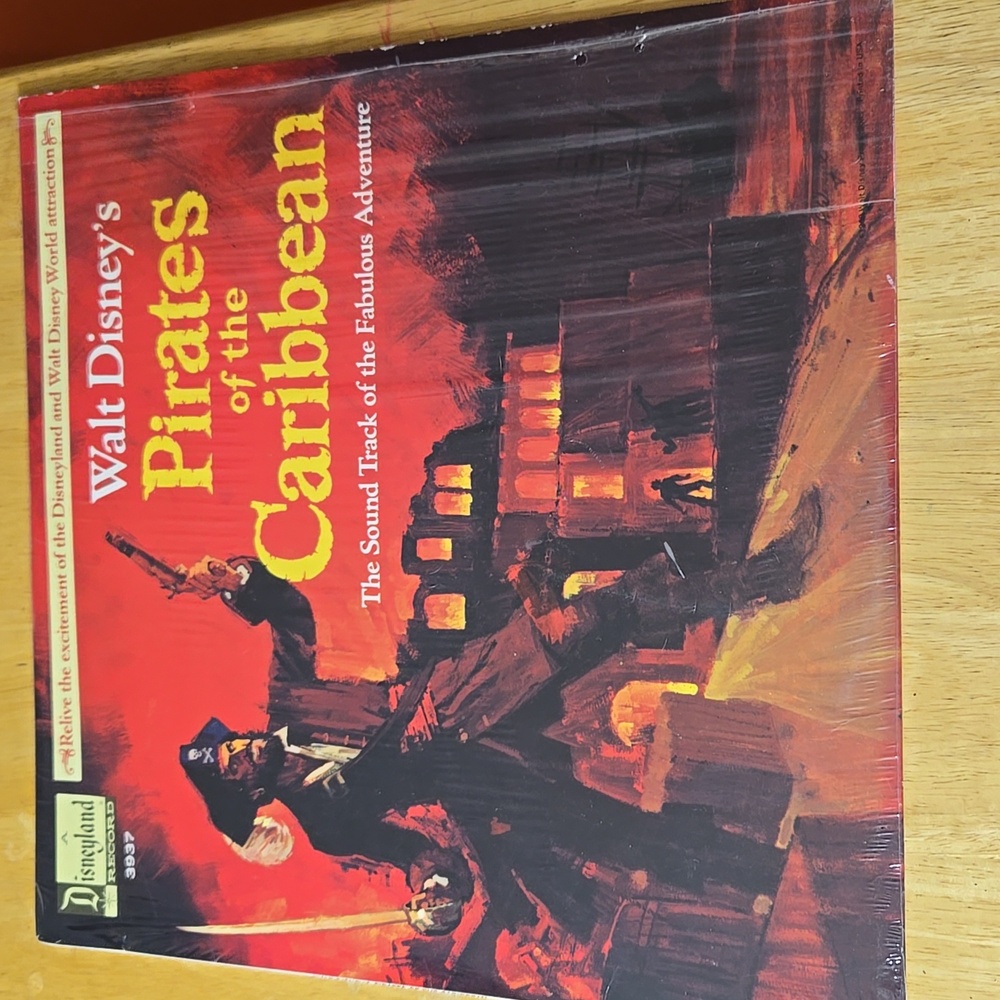 Relive the excitement of the Disneyland and Walt Disney World attraction
Disneyland
RECORD
3937
Walt Disney's
Pirates
of the
Caribbean
The Sound Track of the Fabulous Adventure